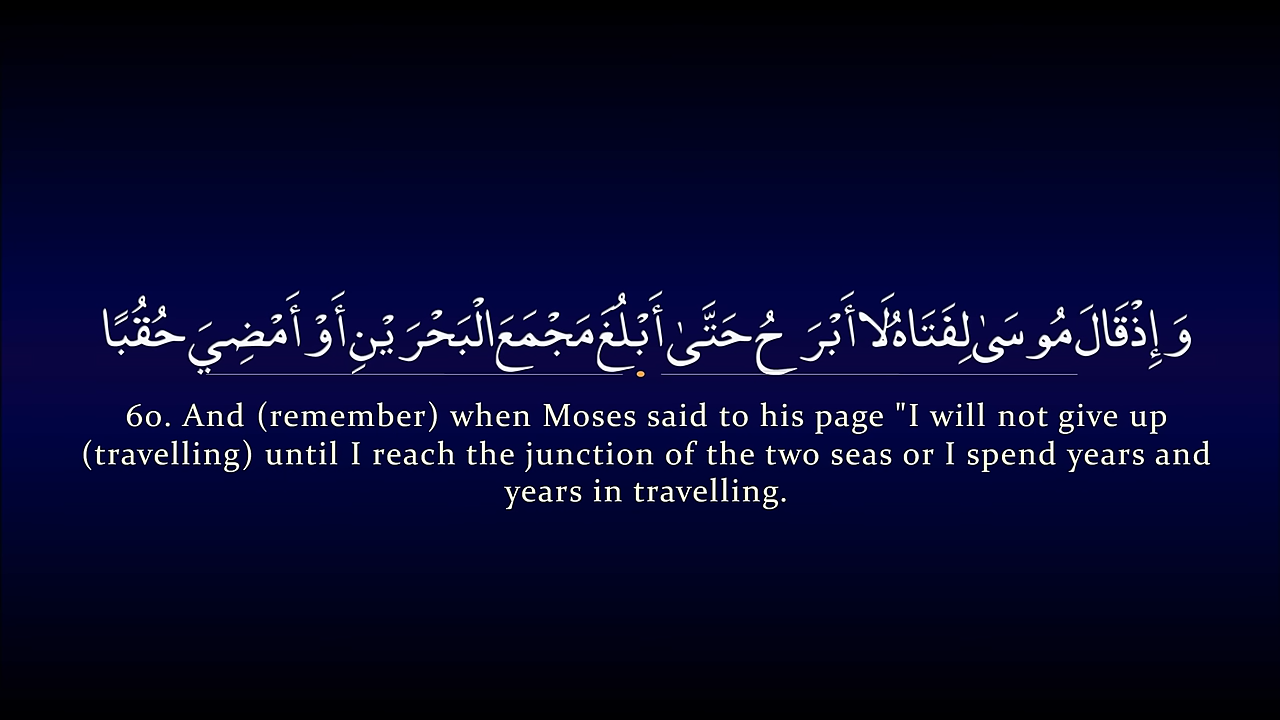 وَإِذْ قَالَ مُوسَىٰ لِفَتَاهُ لَا أَبْرَحُ حَتَّىٰ أَبْلُغَ مَجْمَعَ الْبَحْرَيْنِ أَوْ أَمْضِيَ حُقُبًا
60. And (remember) when Moses said to his page "I will not give up
(travelling) until I reach the junction of the two seas or I spend years and
years in travelling.